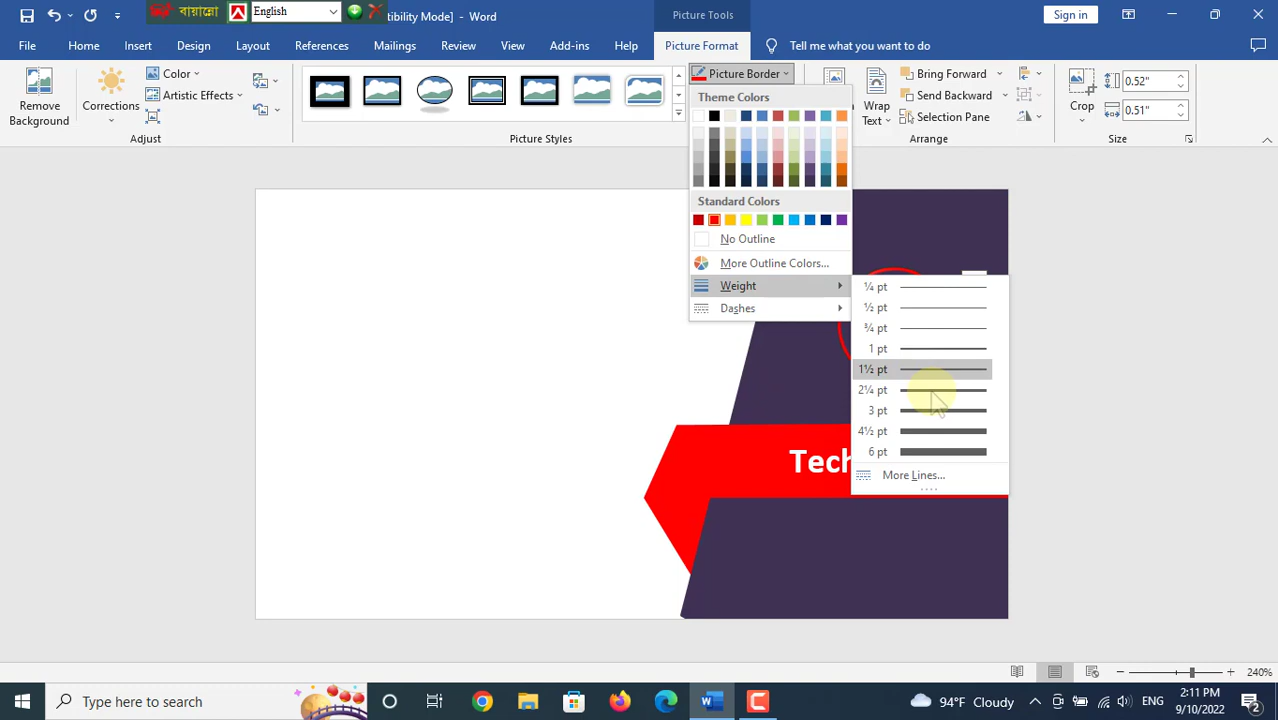 বায়ান্নো
English
tibility Mode] - Word
Picture Tools
Sign in
File
Home
Insert
Design
Layout
References
Mailings
Review
View
Add-ins
Help
Picture Format
Tell me what you want to do
Remove
Background
Corrections
Color
Artistic Effects
Adjust
Picture Styles
Picture Border
Wrap
Text
Bring Forward
Send Backward
Selection Pane
Arrange
Crop
0.52"
0.51"
Size
Theme Colors
Standard Colors
No Outline
More Outline Colors...
Weight
Dashes
¼ pt
½ pt
¾ pt
1 pt
1½ pt
2¼ pt
3 pt
4½ pt
6 pt
More Lines...
Tech
240%
Type here to search
94°F Cloudy
ENG
2:11 PM
9/10/2022
2